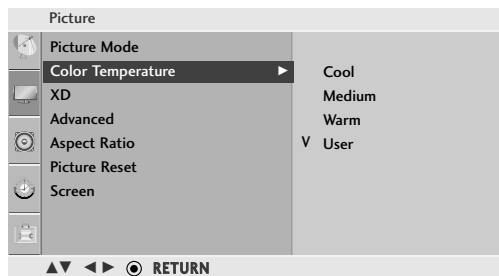 Picture
Picture Mode
Color Temperature ▶
XD
Advanced
Aspect Ratio
Picture Reset
Screen
Cool
Medium
Warm
V User
▲▼ ◀▶ ◉ RETURN